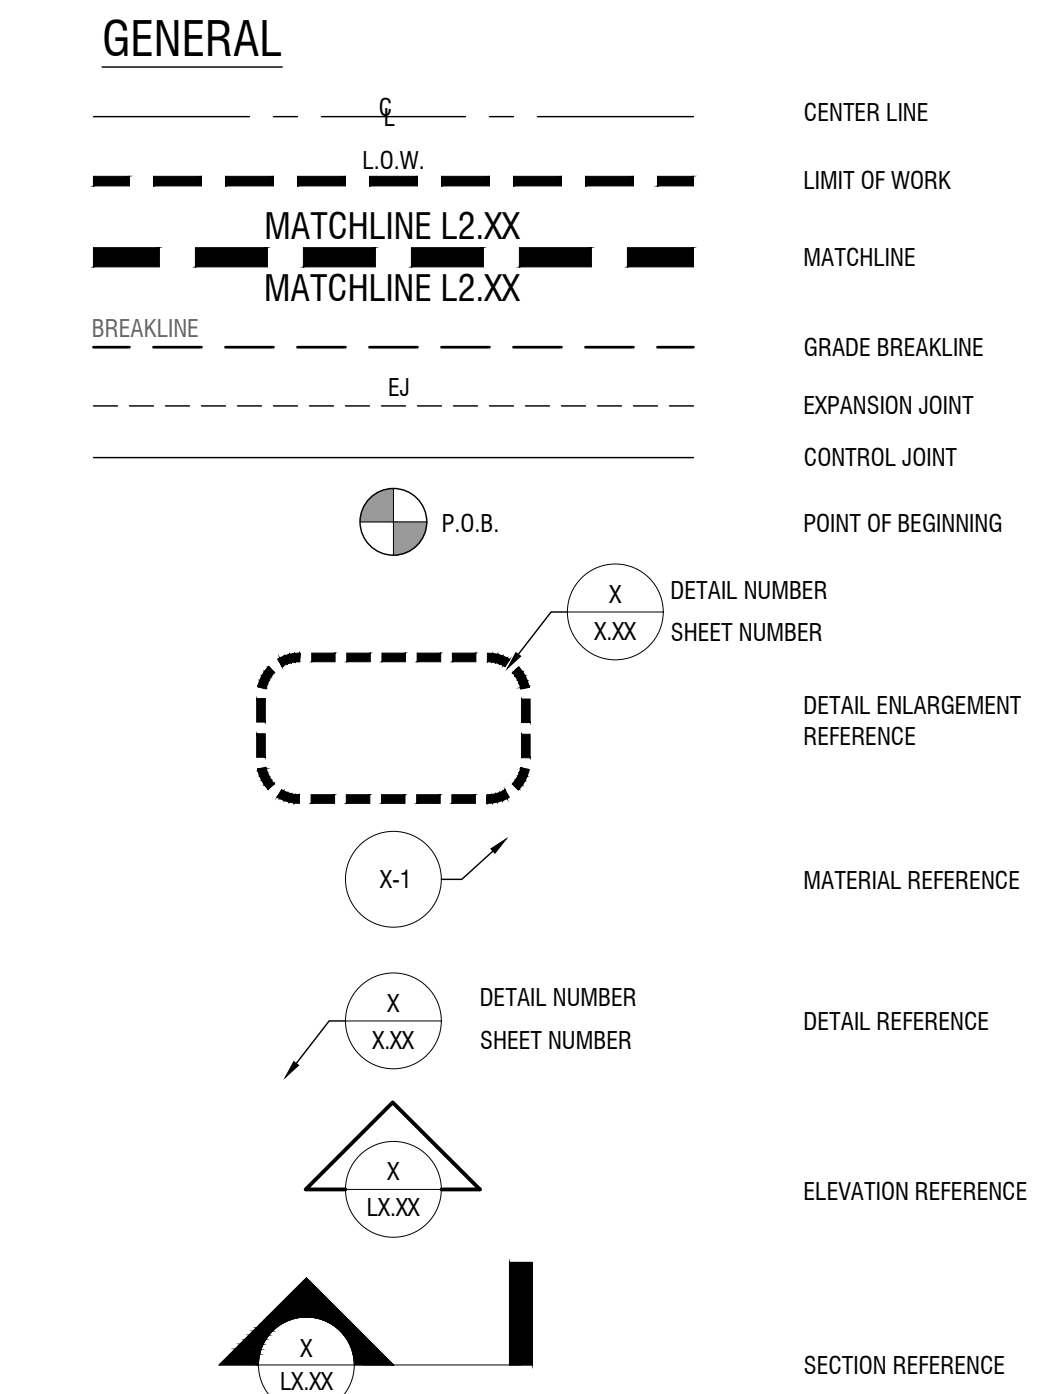 GENERAL
CL
CENTER LINE
L.O.W.
LIMIT OF WORK
MATCHLINE L2.XX
MATCHLINE
MATCHLINE L2.XX
BREAKLINE
GRADE BREAKLINE
EJ
EXPANSION JOINT
CONTROL JOINT
P.O.B.
POINT OF BEGINNING
X
DETAIL NUMBER
X.XX
SHEET NUMBER
DETAIL ENLARGEMENT
REFERENCE
X-1
MATERIAL REFERENCE
X
DETAIL NUMBER
X.XX
SHEET NUMBER
DETAIL REFERENCE
X
LX.XX
ELEVATION REFERENCE
X
LX.XX
SECTION REFERENCE